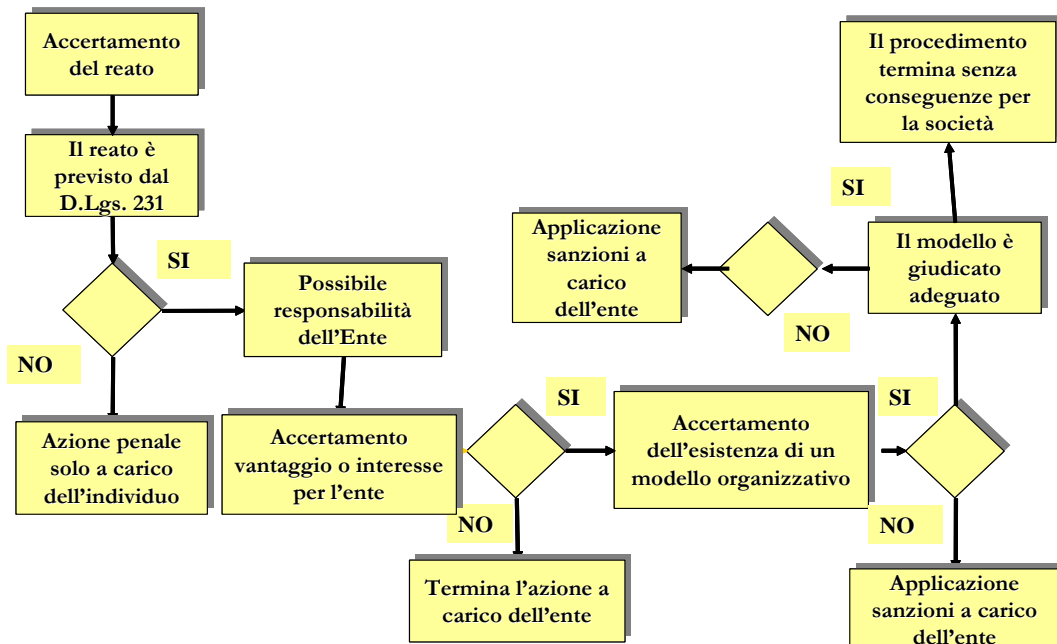 Accertamento
del reato
Il reato è
previsto dal
D.Lgs. 231
SI
NO
Possibile
responsabilità
dell'Ente
Azione penale
solo a carico
dell'individuo
Accertamento
vantaggio o interesse
per l'ente
SI
NO
Termina l'azione a
carico dell'ente
Accertamento
dell'esistenza di un
modello organizzativo
SI
NO
Applicazione
sanzioni a carico
dell'ente
Il modello è
giudicato
adeguato
SI
NO
Applicazione
sanzioni a
carico
dell'ente
Il procedimento
termina senza
conseguenze per
la società